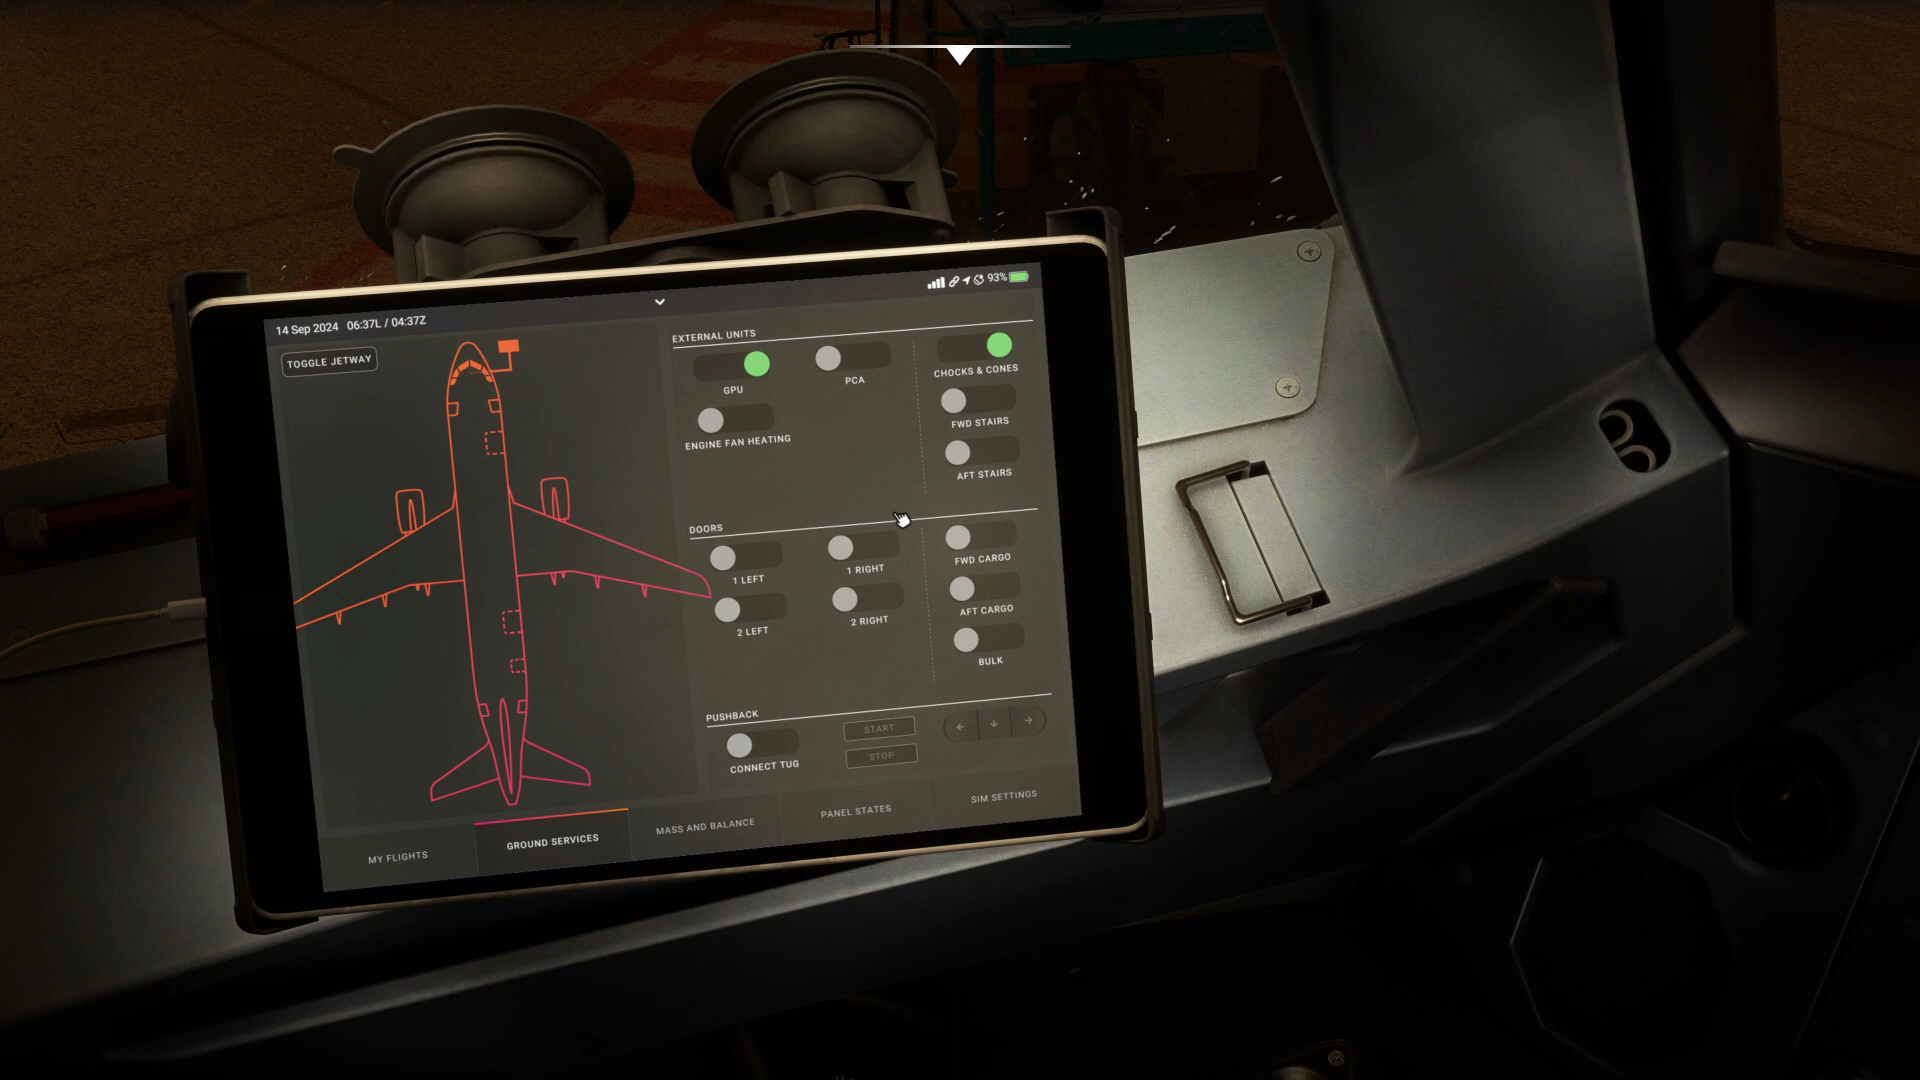 14 Sep 2024 06:37L / 04:37Z
93%
TOGGLE JETWAY
EXTERNAL UNITS
GPU
PCA
ENGINE FAN HEATING
CHOCKS & CONES
FWD STAIRS
AFT STAIRS
DOORS
1 LEFT
1 RIGHT
2 LEFT
2 RIGHT
FWD CARGO
AFT CARGO
BULK
PUSHBACK
CONNECT TUG
START
STOP
MY FLIGHTS
GROUND SERVICES
MASS AND BALANCE
PANEL STATES
SIM SETTINGS